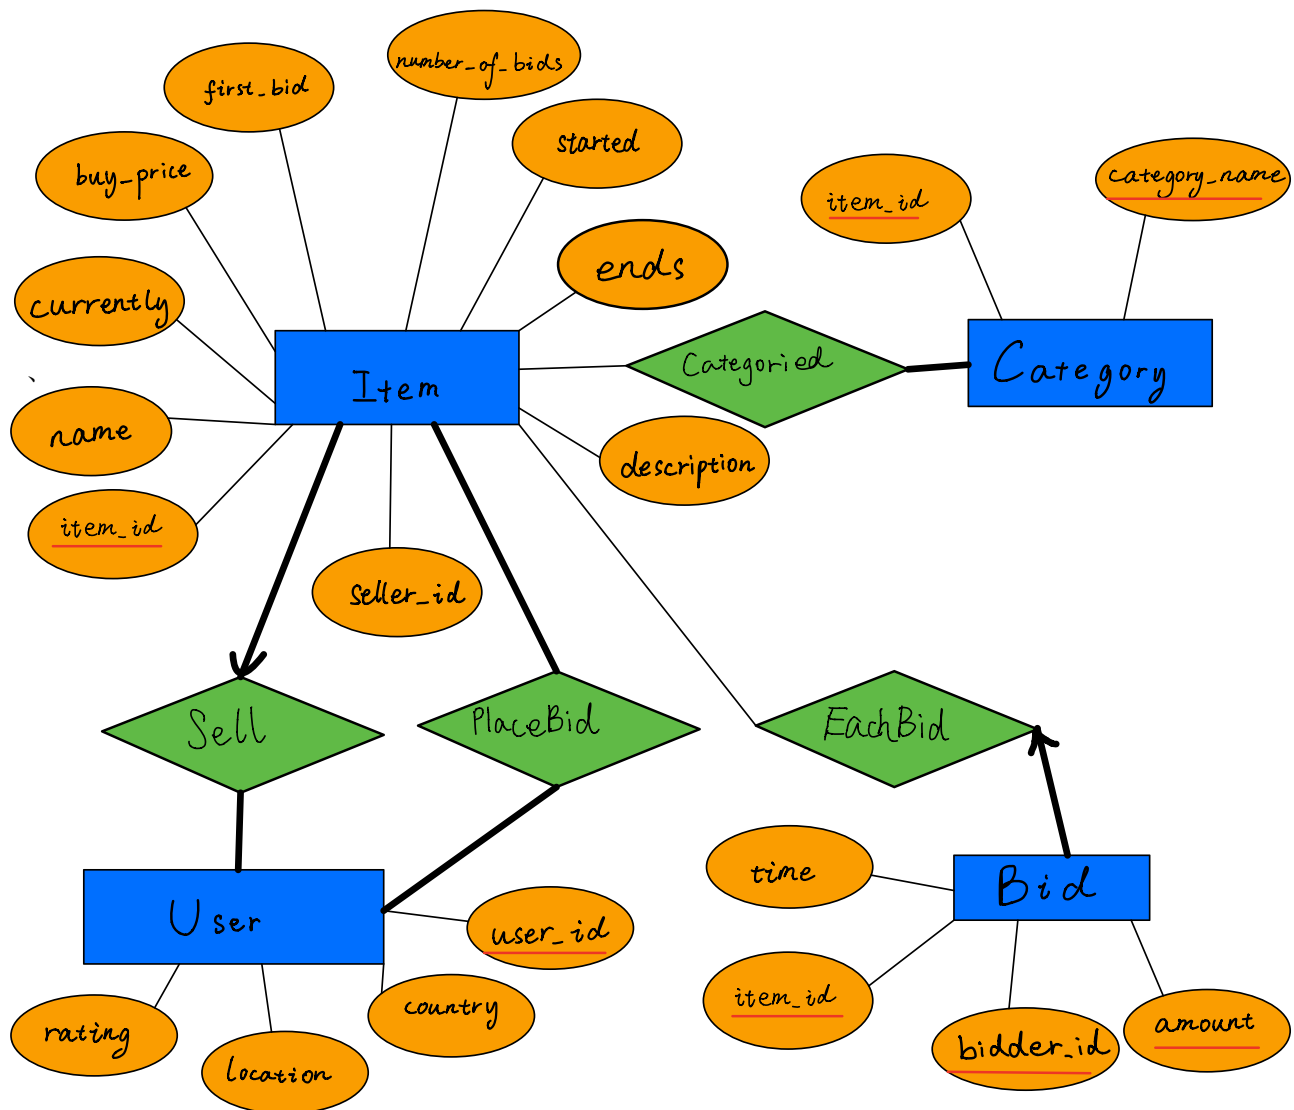 number_of_bids
first_bid
started
buy_price
item_id
category_name
ends
currently
Categoried
Category
Item
name
description
item_id
seller_id
Sell
PlaceBid
EachBid
time
Bid
User
user_id
item_id
country
amount
rating
bidder_id
location